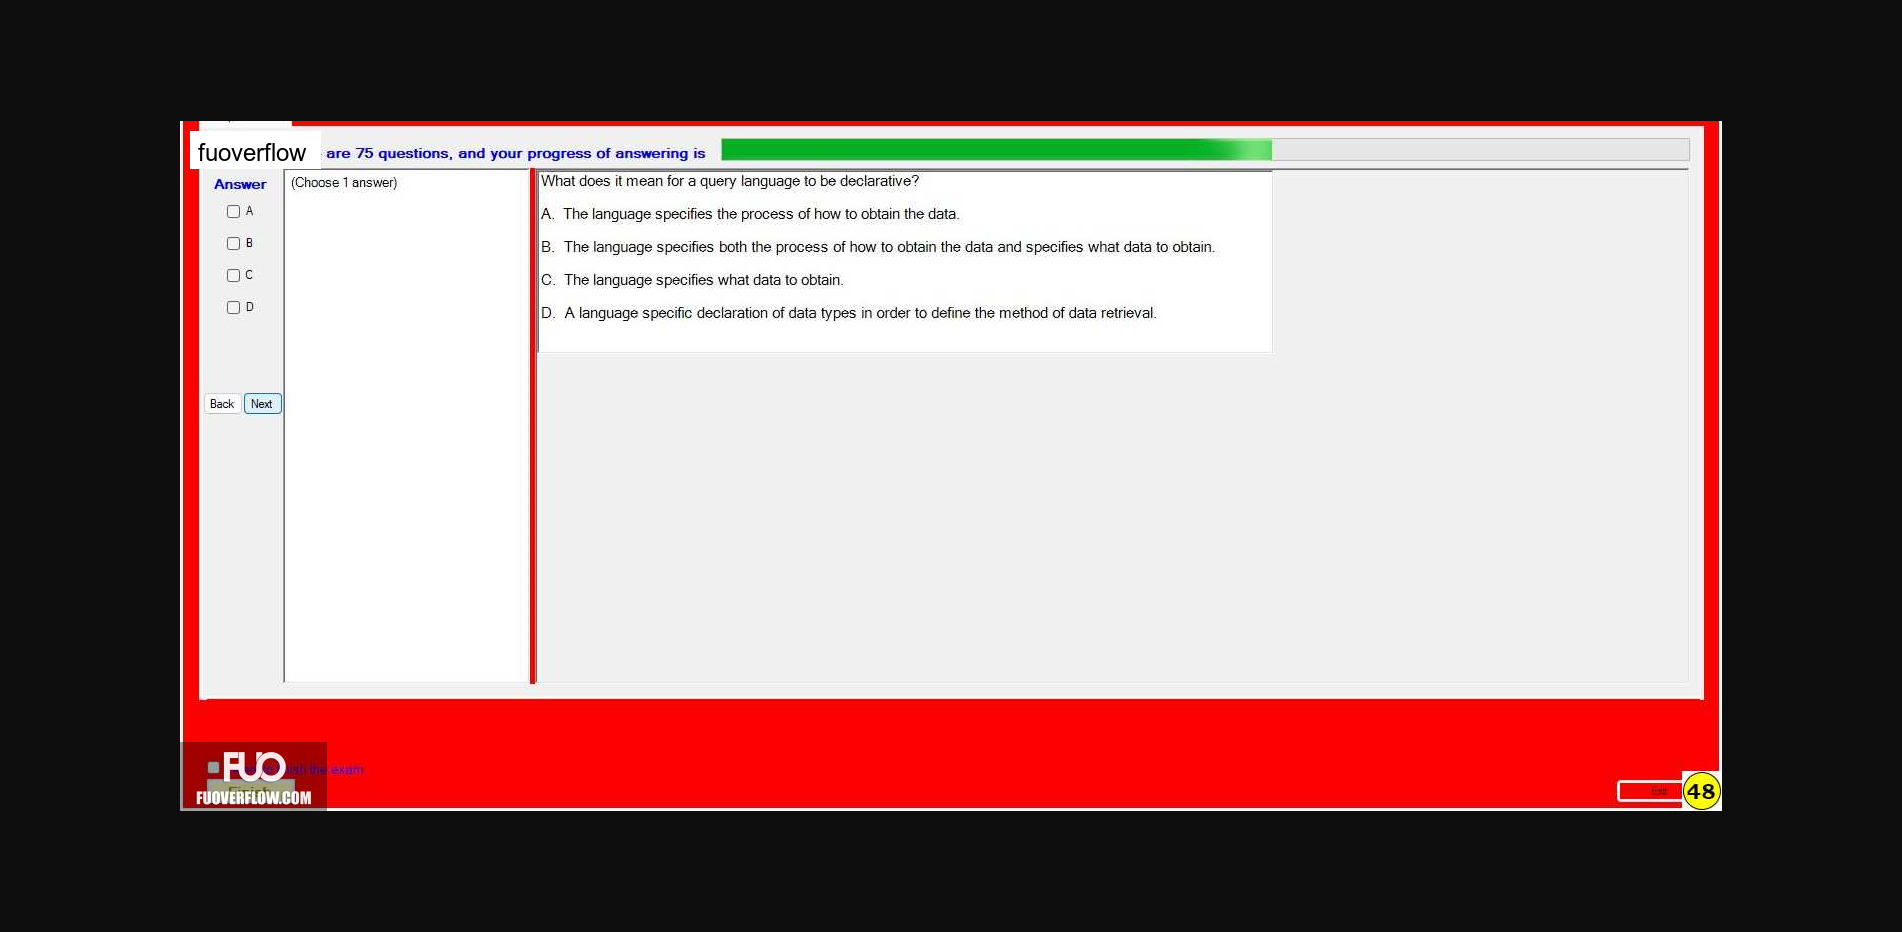 fuoverflow are 75 questions, and your progress of answering is
Answer
(Choose 1 answer)
A
B
C
D
Back Next
What does it mean for a query language to be declarative?
A. The language specifies the process of how to obtain the data.
B. The language specifies both the process of how to obtain the data and specifies what data to obtain.
C. The language specifies what data to obtain.
D. A language specific declaration of data types in order to define the method of data retrieval.
FUO
the exam
Finish
FUOVERFLOW.COM
Exit
48